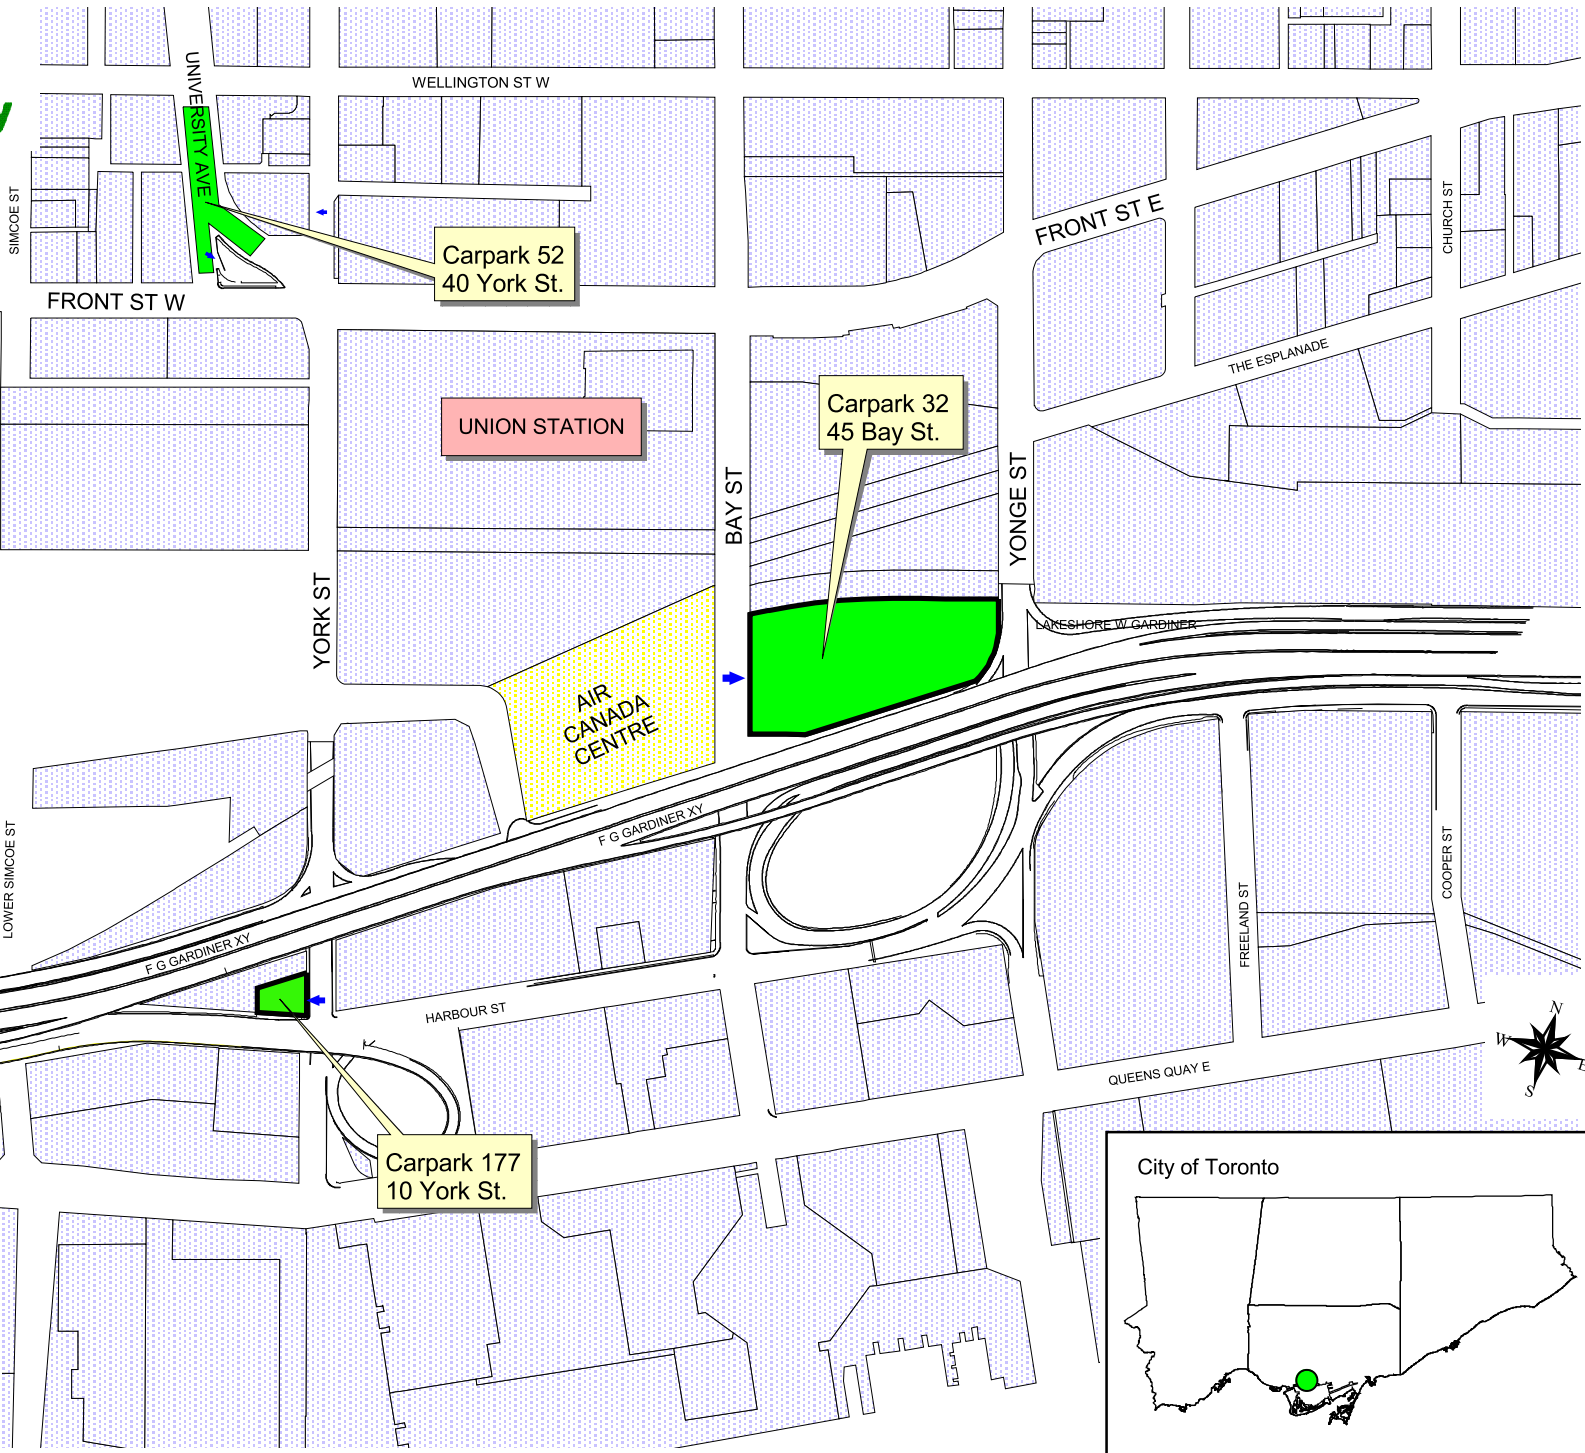 WELLINGTON ST W
UNIVERSITY AVE
SIMCOE ST
CHURCH ST
FRONT ST E
Carpark 52
40 York St.
FRONT ST W
THE ESPLANADE
Carpark 32
45 Bay St.
UNION STATION
BAY ST
YONGE ST
YORK ST
LAKESHORE W GARDINER
AIR
CANADA
CENTRE
F G GARDINER XY
LOWER SIMCOE ST
COOPER ST
FREELAND ST
F G GARDINER XY
HARBOUR ST
N
W
E
S
QUEENS QUAY E
Carpark 177
10 York St.
City of Toronto